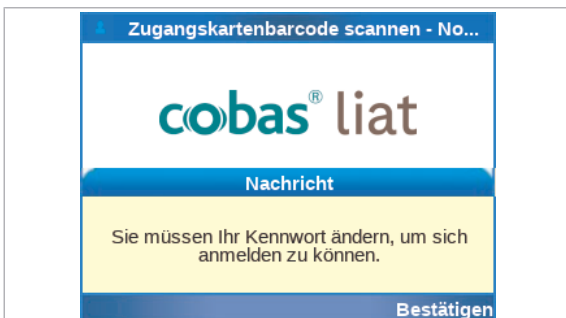 Zugangskartenbarcode scannen - No...
cobas® liat
Nachricht
Sie müssen Ihr Kennwort ändern, um sich
anmelden zu können.
Bestätigen